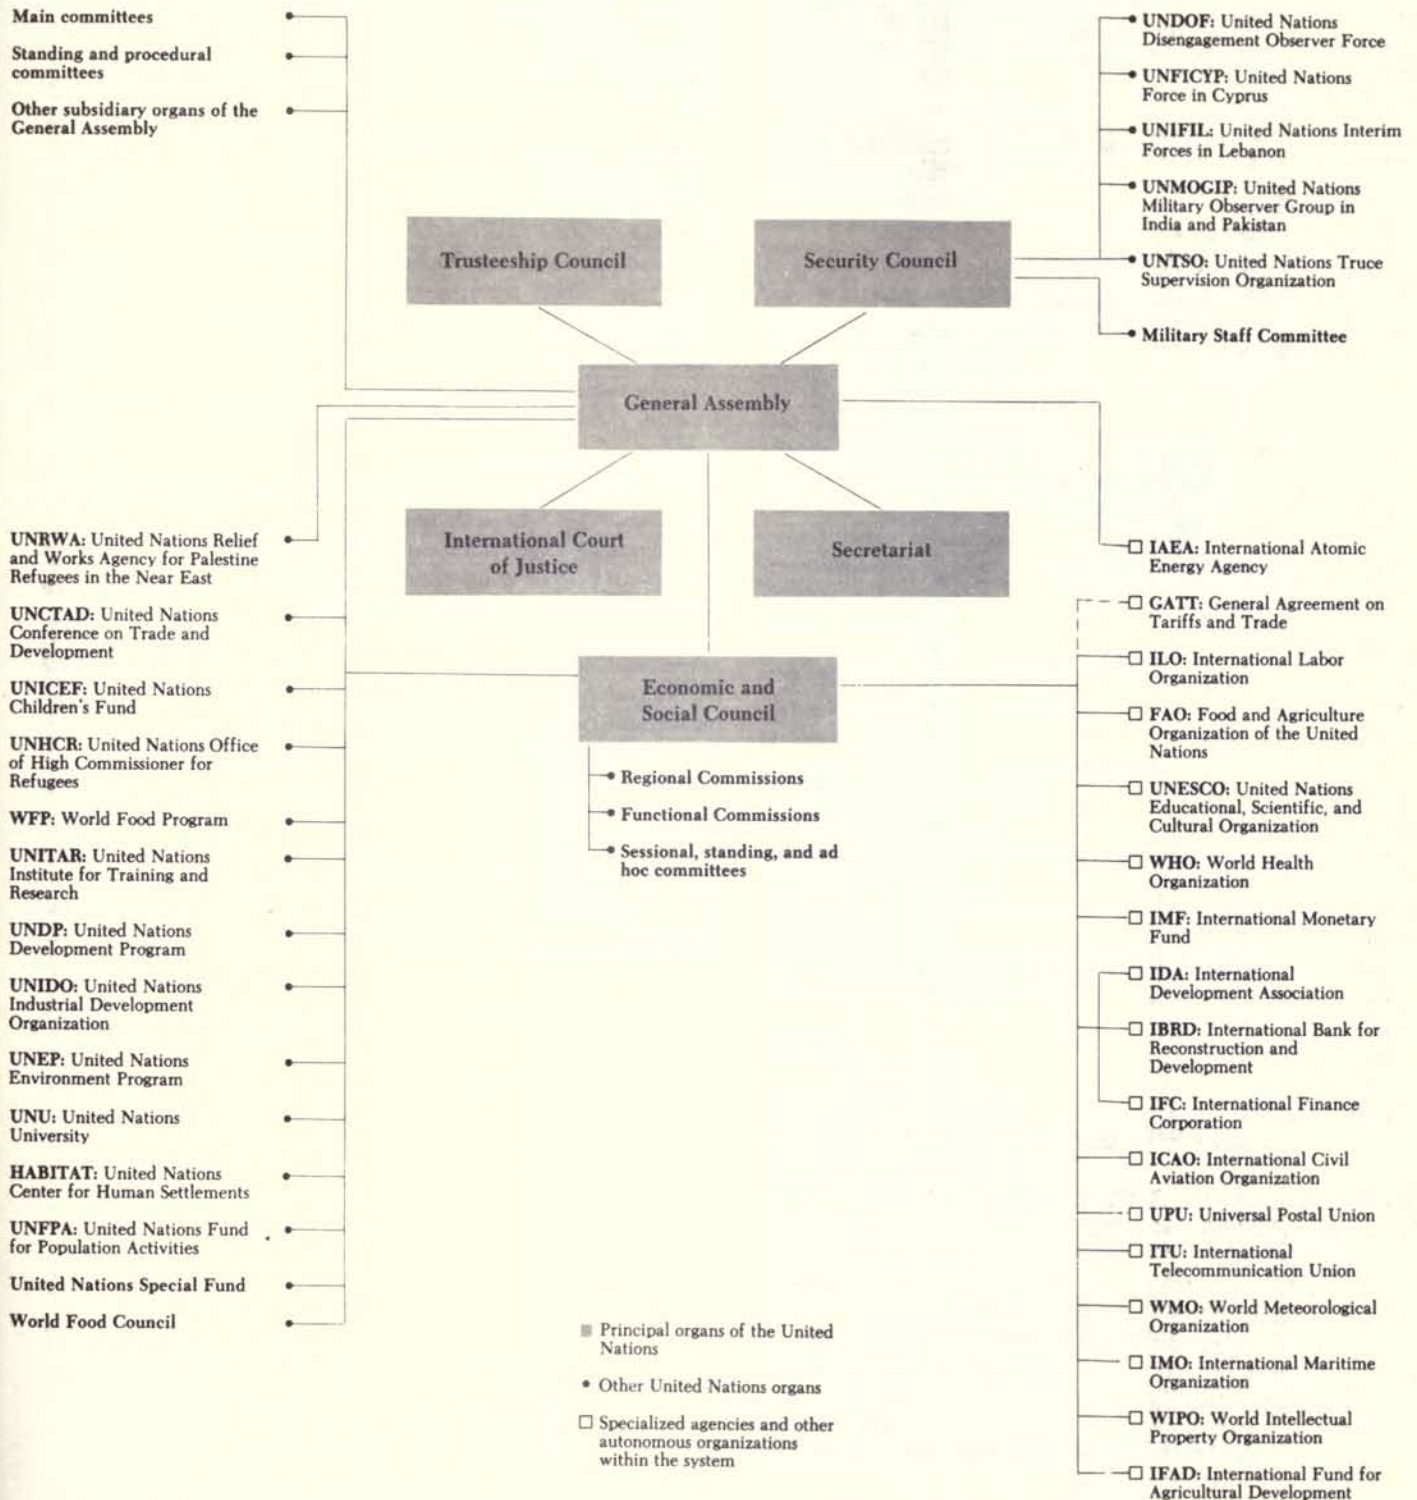 Main committees
Standing and procedural
committees
Other subsidiary organs of the
General Assembly
UNDOF: United Nations
Disengagement Observer Force
UNFICYP: United Nations
Force in Cyprus
UNIFIL: United Nations Interim
Forces in Lebanon
UNMOGIP: United Nations
Military Observer Group in
India and Pakistan
UNTSO: United Nations Truce
Supervision Organization
Military Staff Committee
Trusteeship Council
Security Council
General Assembly
International Court
of Justice
Secretariat
Economic and
Social Council
Regional Commissions
Functional Commissions
Sessional, standing, and ad
hoc committees
UNRWA: United Nations Relief
and Works Agency for Palestine
Refugees in the Near East
UNCTAD: United Nations
Conference on Trade and
Development
UNICEF: United Nations
Children's Fund
UNHCR: United Nations Office
of High Commissioner for
Refugees
WFP: World Food Program
UNITAR: United Nations
Institute for Training and
Research
UNDP: United Nations
Development Program
UNIDO: United Nations
Industrial Development
Organization
UNEP: United Nations
Environment Program
UNU: United Nations
University
HABITAT: United Nations
Center for Human Settlements
UNFPA: United Nations Fund
for Population Activities
United Nations Special Fund
World Food Council
IAEA: International Atomic
Energy Agency
GATT: General Agreement on
Tariffs and Trade
ILO: International Labor
Organization
FAO: Food and Agriculture
Organization of the United
Nations
UNESCO: United Nations
Educational, Scientific, and
Cultural Organization
WHO: World Health
Organization
IMF: International Monetary
Fund
IDA: International
Development Association
IBRD: International Bank for
Reconstruction and
Development
IFC: International Finance
Corporation
ICAO: International Civil
Aviation Organization
UPU: Universal Postal Union
ITU: International
Telecommunication Union
WMO: World Meteorological
Organization
IMO: International Maritime
Organization
WIPO: World Intellectual
Property Organization
IFAD: International Fund for
Agricultural Development
Principal organs of the United
Nations
Other United Nations organs
Specialized agencies and other
autonomous organizations
within the system